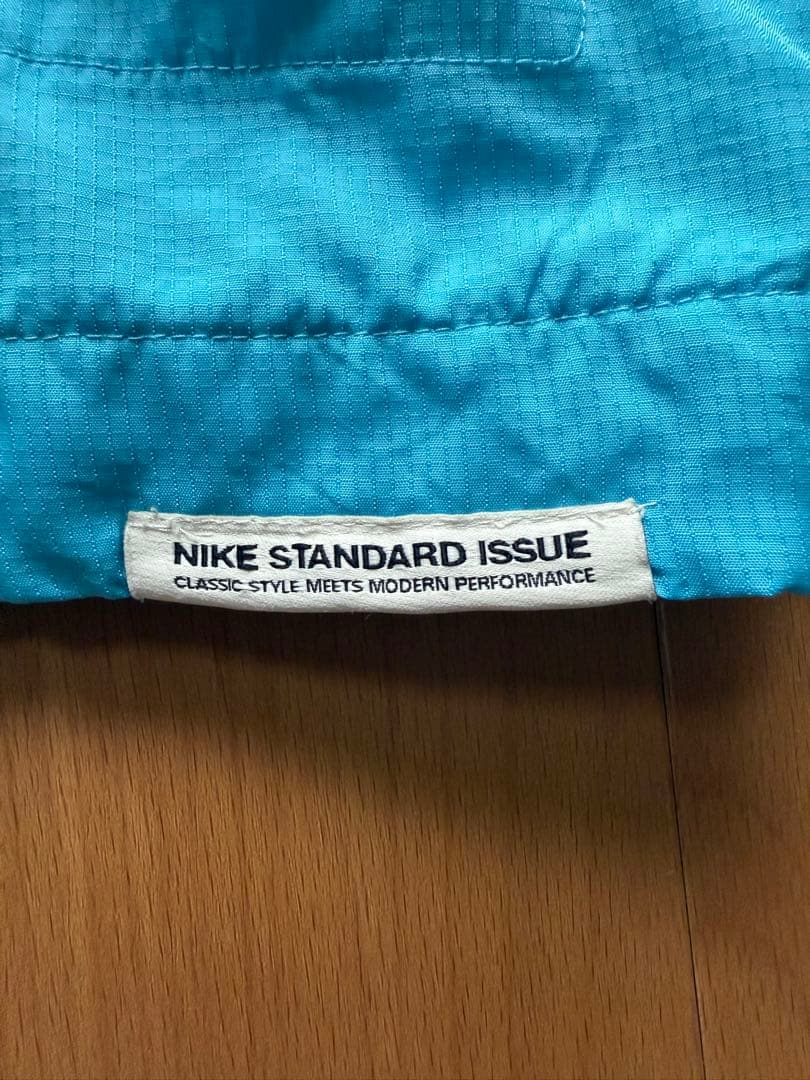 NIKE STANDARD ISSUE
CLASSIC STYLE MEETS MODERN PERFORMANCE